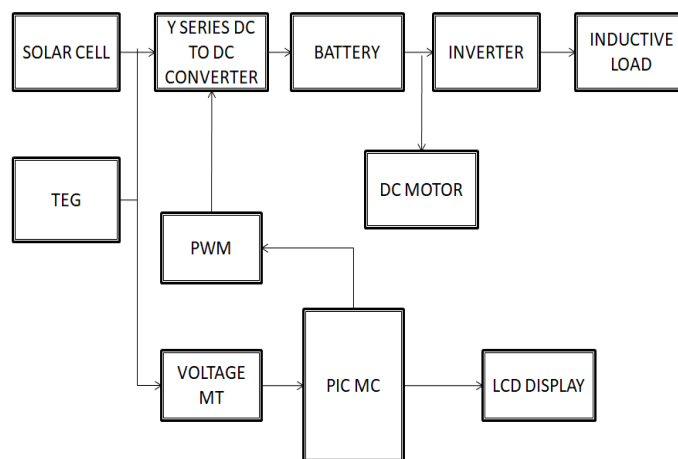 SOLAR CELL
Y SERIES DC
TO DC
CONVERTER
BATTERY
INVERTER
INDUCTIVE
LOAD
TEG
DC MOTOR
PWM
VOLTAGE
MT
PIC MC
LCD DISPLAY